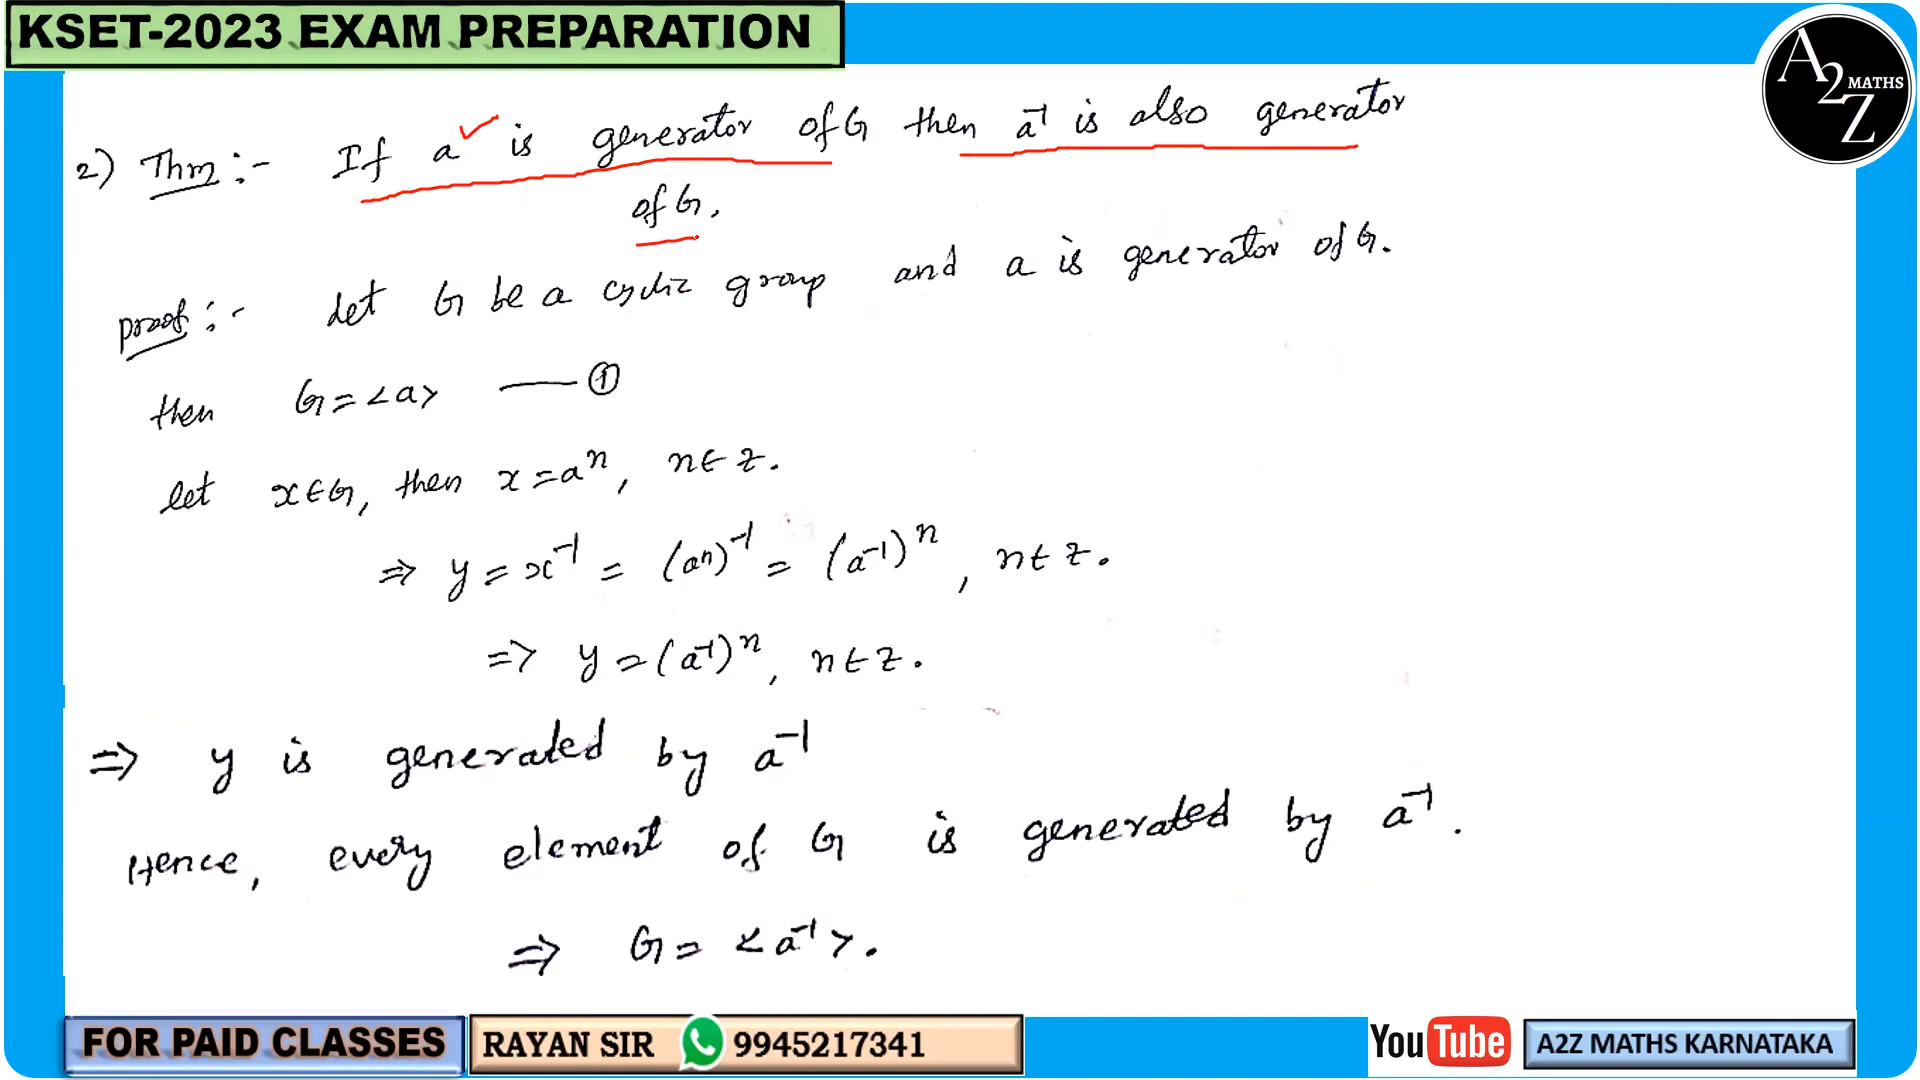 KSET-2023 EXAM PREPARATION
A2Z MATHS
2) Thm :- If a ✓ is generator of G then a⁻¹ is also generator
of G.
proof :- Let G be a cyclic group and a is generator of G.
then G = <a> —— ①
let x∈G, then x = aⁿ, n∈z.
⇒ y = x⁻¹ = (aⁿ)⁻¹ = (a⁻¹)ⁿ, n∈z.
⇒ y = (a⁻¹)ⁿ, n∈z.
⇒ y is generated by a⁻¹
Hence, every element of G is generated by a⁻¹.
⇒ G = <a⁻¹>.
FOR PAID CLASSES RAYAN SIR 9945217341 YouTube A2Z MATHS KARNATAKA